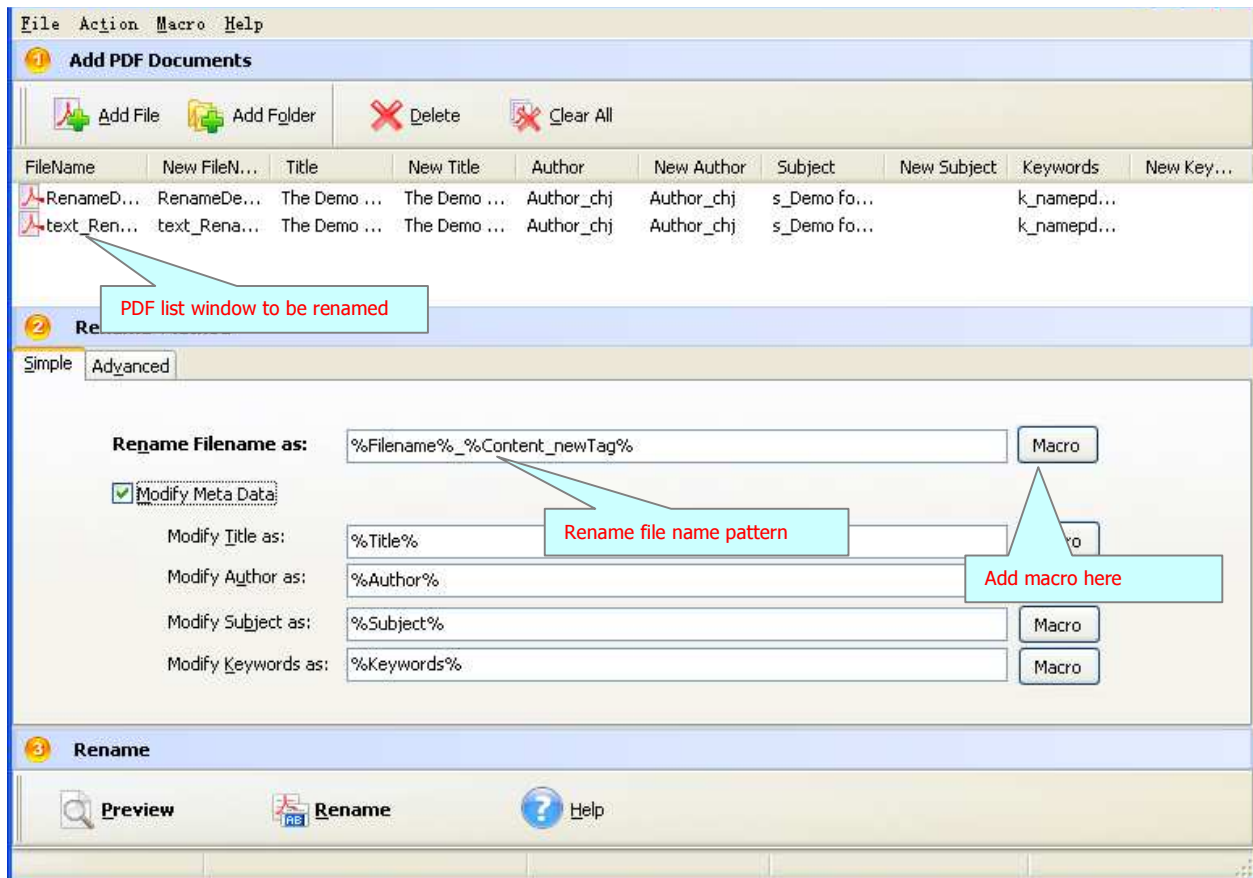 File Action Macro Help
1 Add PDF Documents
Add File Add Folder Delete Clear All
FileName New FileN... Title New Title Author New Author Subject New Subject Keywords New Key...
RenameD... RenameDe... The Demo ... The Demo ... Author_chj Author_chj s_Demo fo... k_namepd...
text_Ren... text_Rena... The Demo ... The Demo ... Author_chj Author_chj s_Demo fo... k_namepd...
PDF list window to be renamed
2
Simple Advanced
Rename Filename as: %Filename%_%Content_newTag% Macro
Modify Meta Data
Rename file name pattern
Modify Title as: %Title%
Add macro here
Modify Author as: %Author%
Modify Subject as: %Subject% Macro
Modify Keywords as: %Keywords% Macro
3 Rename
Preview Rename Help